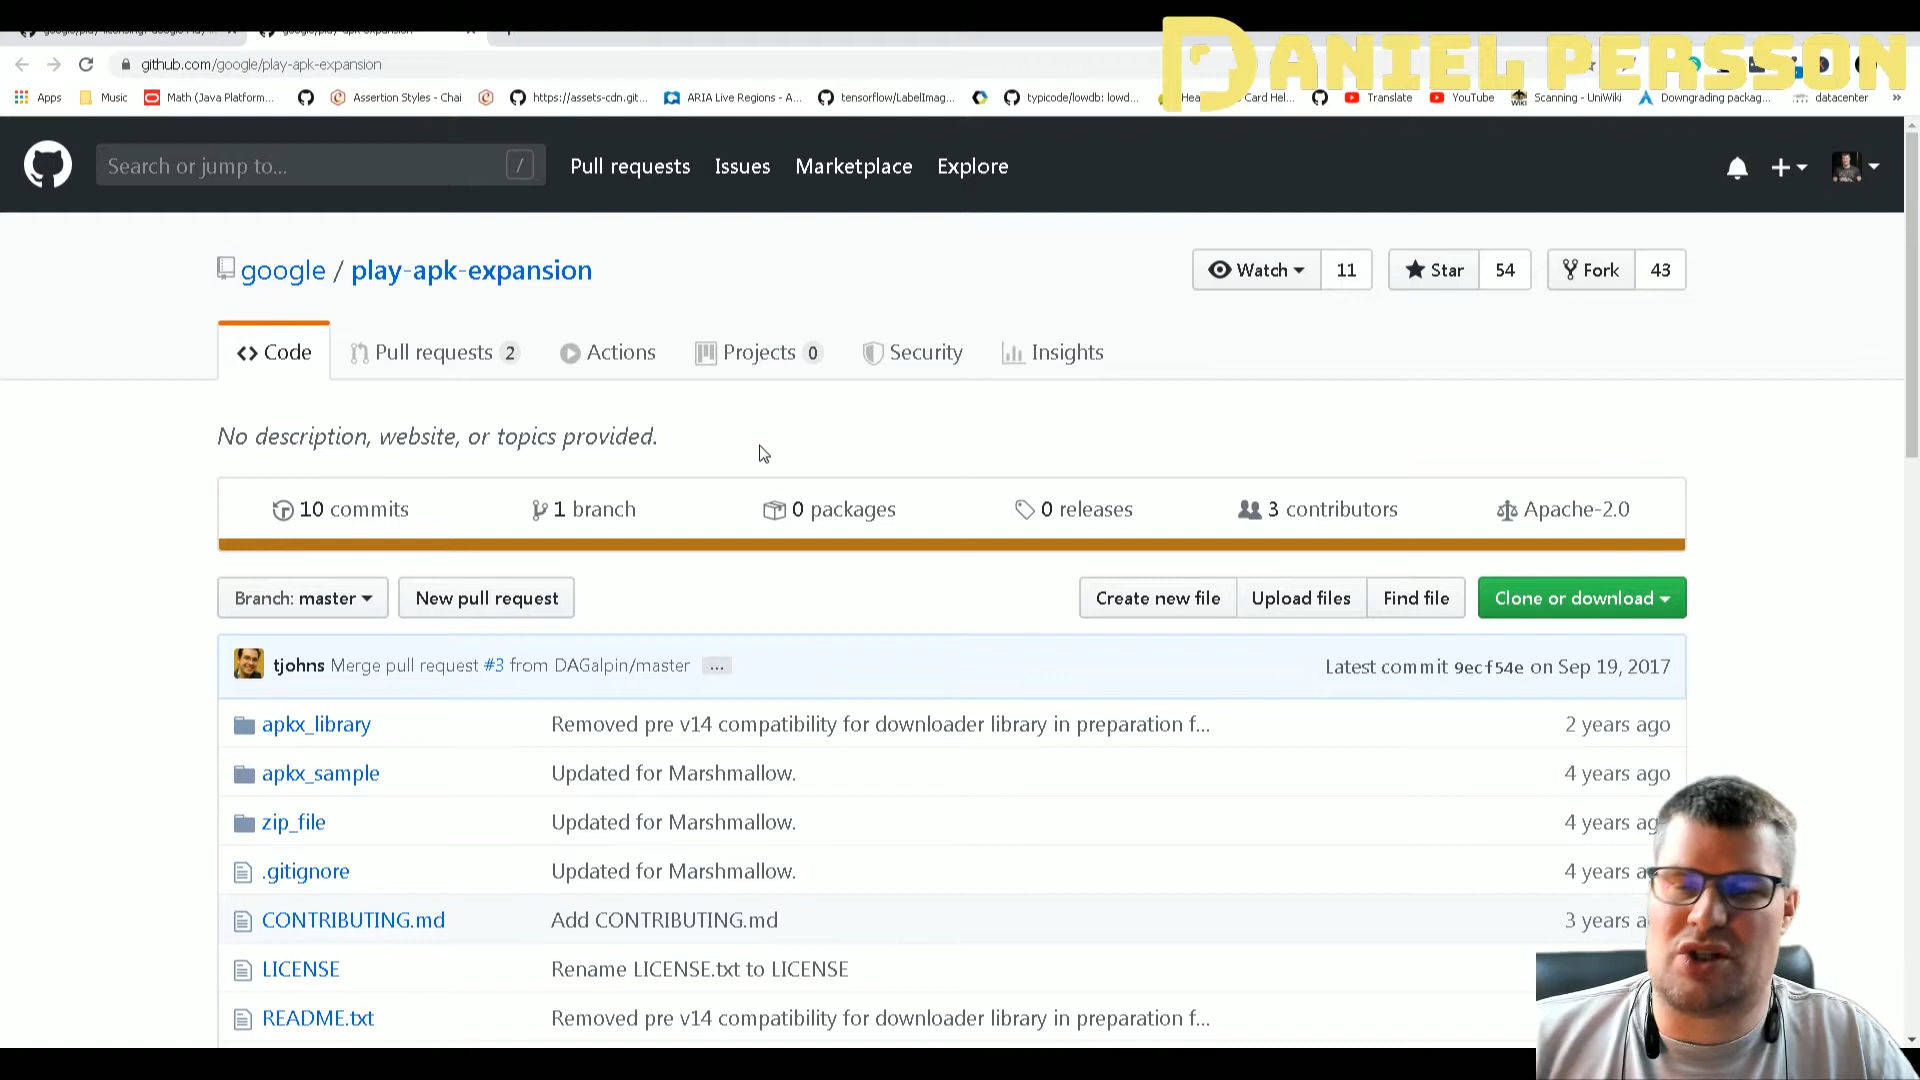 DANIEL PERSSON
github.com/google/play-apk-expansion
Apps Music Math (Java Platform... Assertion Styles - Chai https://assets-cdn.git... ARIA Live Regions - A... tensorflow/LabelImag... typicode/lowdb: lowd... Card Hel... Translate YouTube Scanning - UniWiki Downgrading packag... datacenter »
Search or jump to... / Pull requests Issues Marketplace Explore
google / play-apk-expansion Watch 11 Star 54 Fork 43
Code Pull requests 2 Actions Projects 0 Security Insights
No description, website, or topics provided.
10 commits 1 branch 0 packages 0 releases 3 contributors Apache-2.0
Branch: master New pull request Create new file Upload files Find file Clone or download
tjohns Merge pull request #3 from DAGalpin/master ... Latest commit 9ecf54e on Sep 19, 2017
apkx_library Removed pre v14 compatibility for downloader library in preparation f... 2 years ago
apkx_sample Updated for Marshmallow. 4 years ago
zip_file Updated for Marshmallow. 4 years ag
.gitignore Updated for Marshmallow. 4 years a
CONTRIBUTING.md Add CONTRIBUTING.md 3 years a
LICENSE Rename LICENSE.txt to LICENSE
README.txt Removed pre v14 compatibility for downloader library in preparation f...